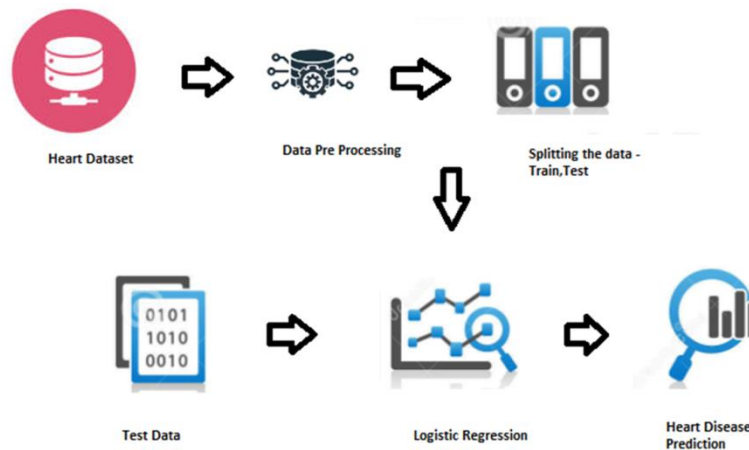 Heart Dataset
Data Pre Processing
Splitting the data -
Train,Test
0101
1010
0010
Test Data
Logistic Regression
Heart Disease
Prediction